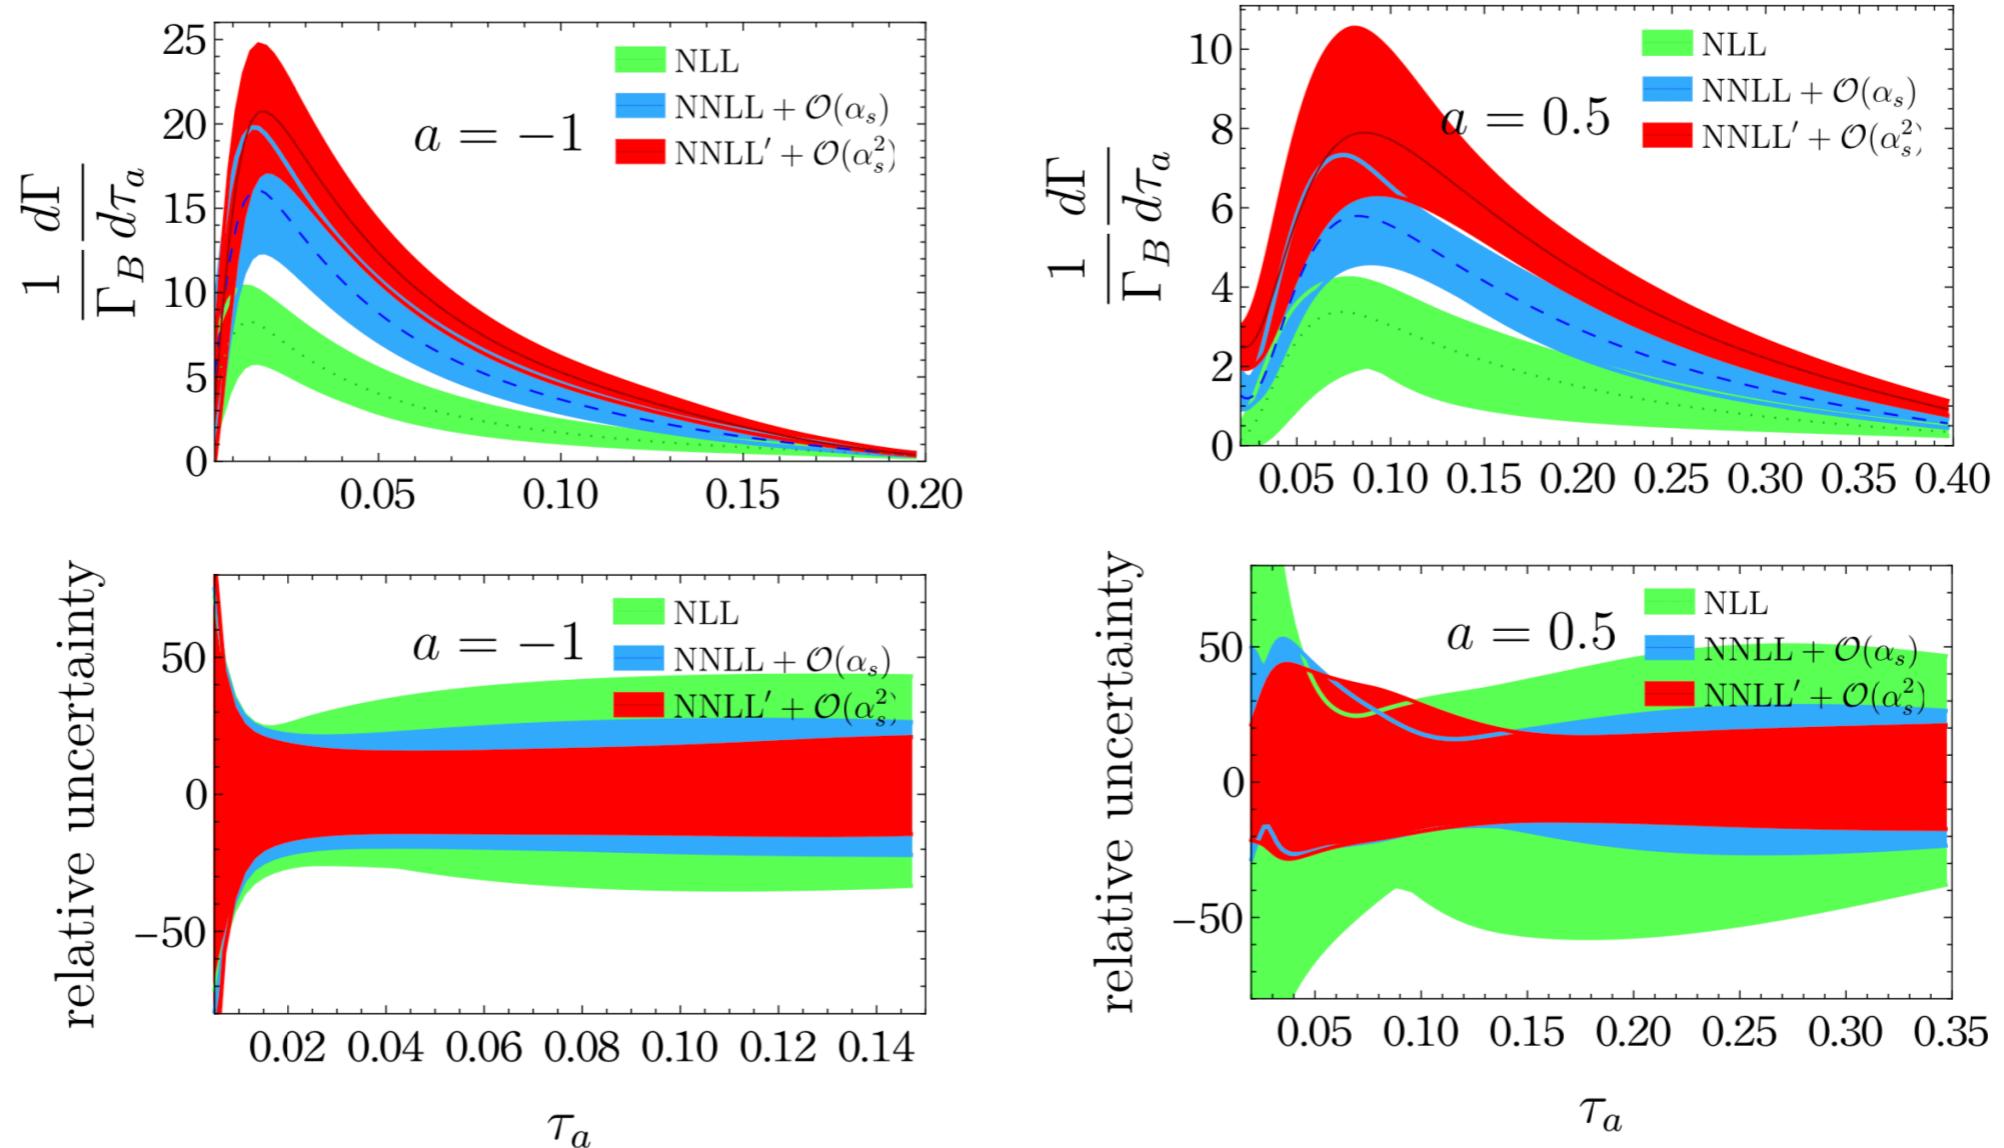 25
20
15
10
5
0
0.05 0.10 0.15 0.20
1 dΓ
Γ_B dτ_a
a = −1
NLL
NNLL + 𝒪(α_s)
NNLL′ + 𝒪(α_s^2)
10
8
6
4
2
0
0.05 0.10 0.15 0.20 0.25 0.30 0.35 0.40
1 dΓ
Γ_B dτ_a
a = 0.5
NLL
NNLL + 𝒪(α_s)
NNLL′ + 𝒪(α_s^2)
relative uncertainty
50
0
−50
0.02 0.04 0.06 0.08 0.10 0.12 0.14
a = −1
NLL
NNLL + 𝒪(α_s)
NNLL′ + 𝒪(α_s^2)
τ_a
relative uncertainty
50
0
−50
0.05 0.10 0.15 0.20 0.25 0.30 0.35
a = 0.5
NLL
NNLL + 𝒪(α_s)
NNLL′ + 𝒪(α_s^2)
τ_a